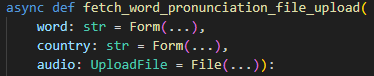 async def fetch_word_pronunciation_file_upload(
    word: str = Form(...),
    country: str = Form(...),
    audio: UploadFile = File(...)):